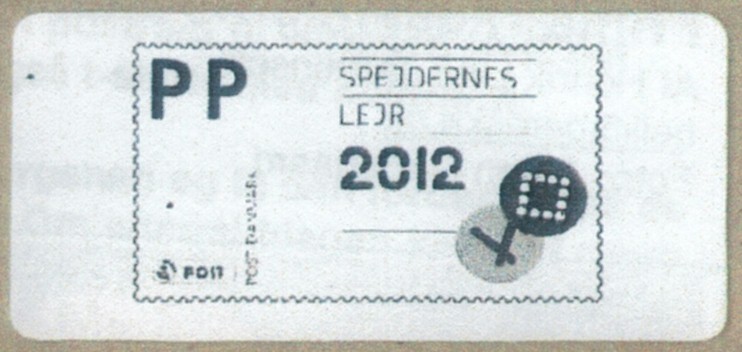 PP
SPEJDERNES
LEJR
2012
POST
POST DANMARK